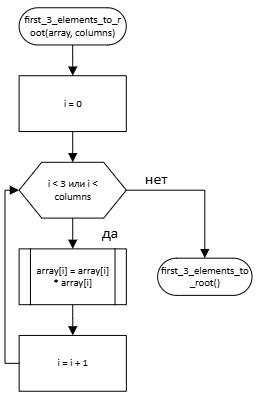 first_3_elements_to_r
oot(array, columns)
i = 0
i < 3 или i <
columns
нет
да
array[i] = array[i]
* array[i]
first_3_elements_to
_root()
i = i + 1